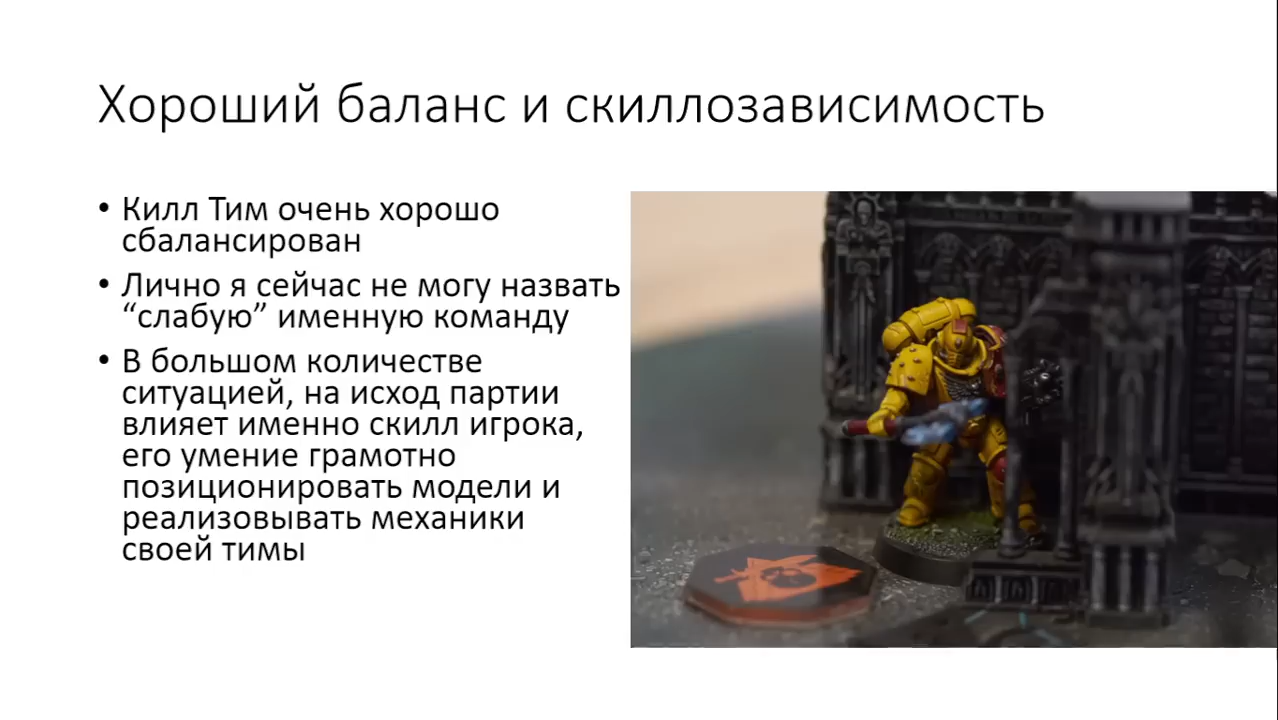 Хороший баланс и скиллозависимость
• Килл Тим очень хорошо
сбалансирован
• Лично я сейчас не могу назвать
“слабую” именную команду
• В большом количестве
ситуацией, на исход партии
влияет именно скилл игрока,
его умение грамотно
позиционировать модели и
реализовывать механики
своей тимы